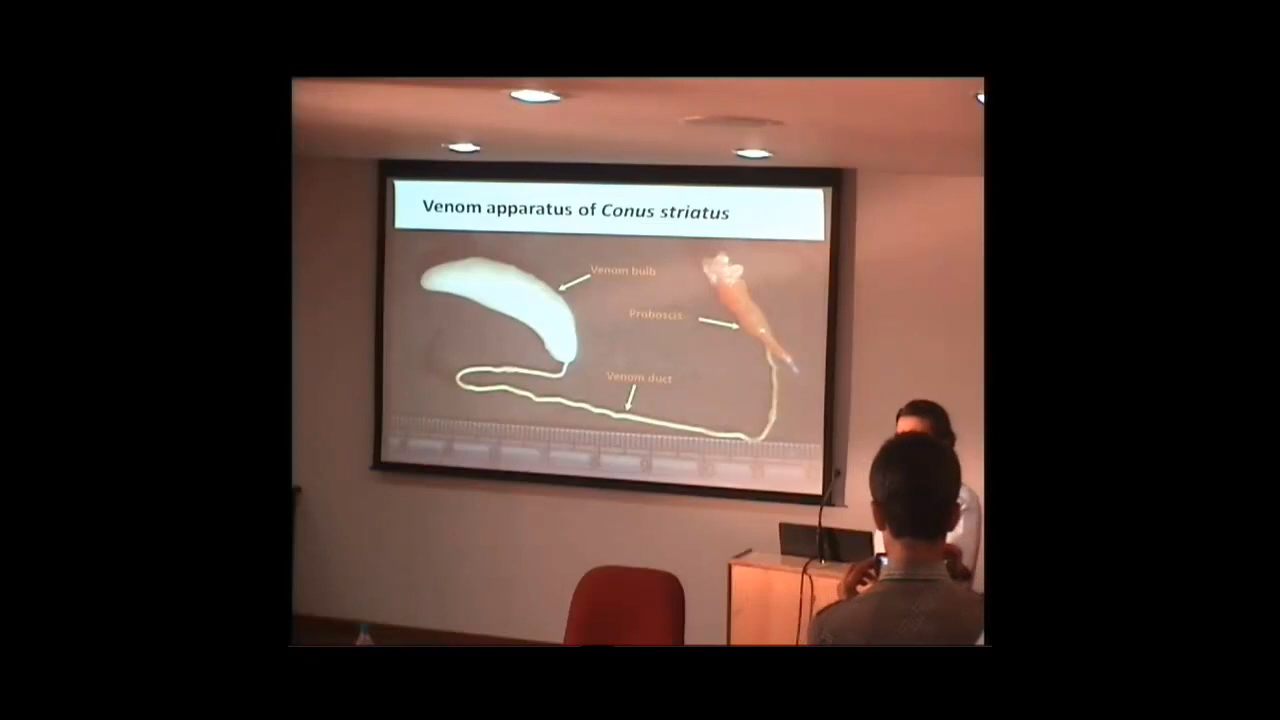 Venom apparatus of Conus striatus
Venom bulb
Proboscis
Venom duct